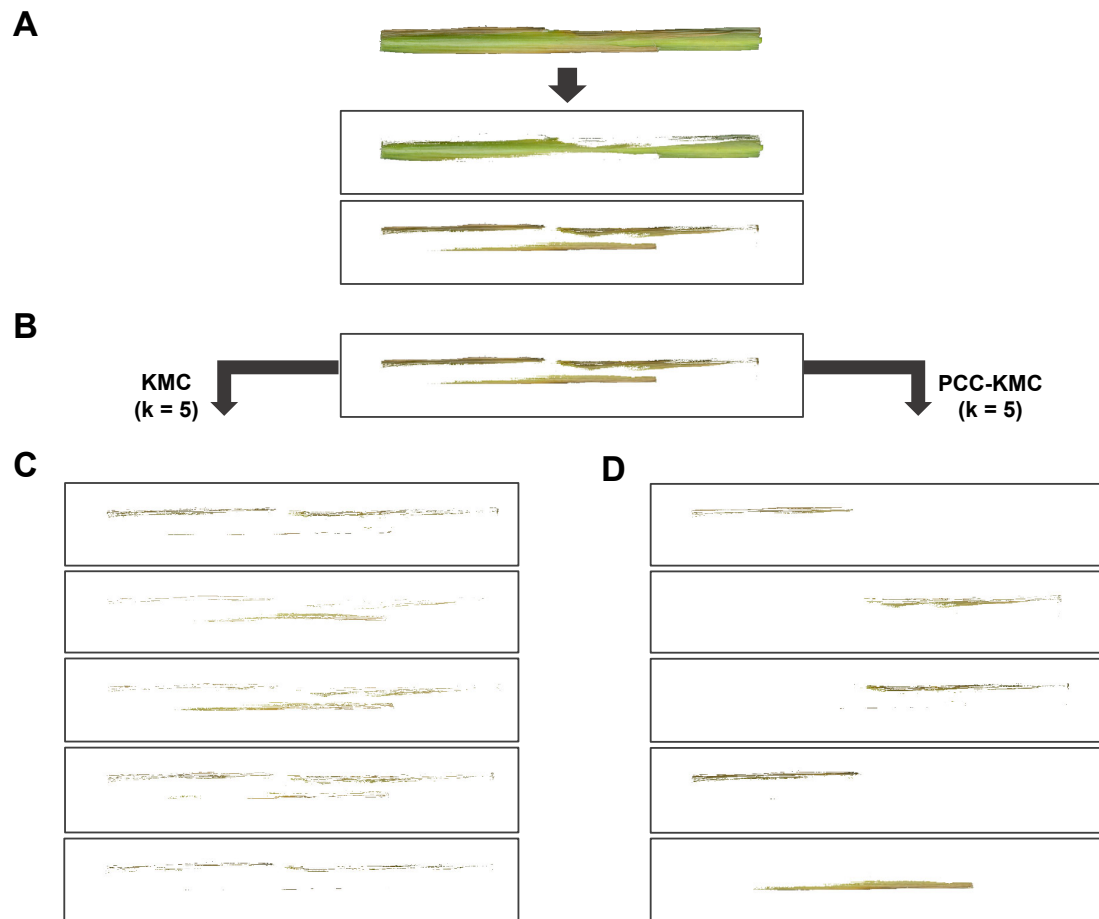 A
B
KMC
(k = 5)
PCC-KMC
(k = 5)
C
D